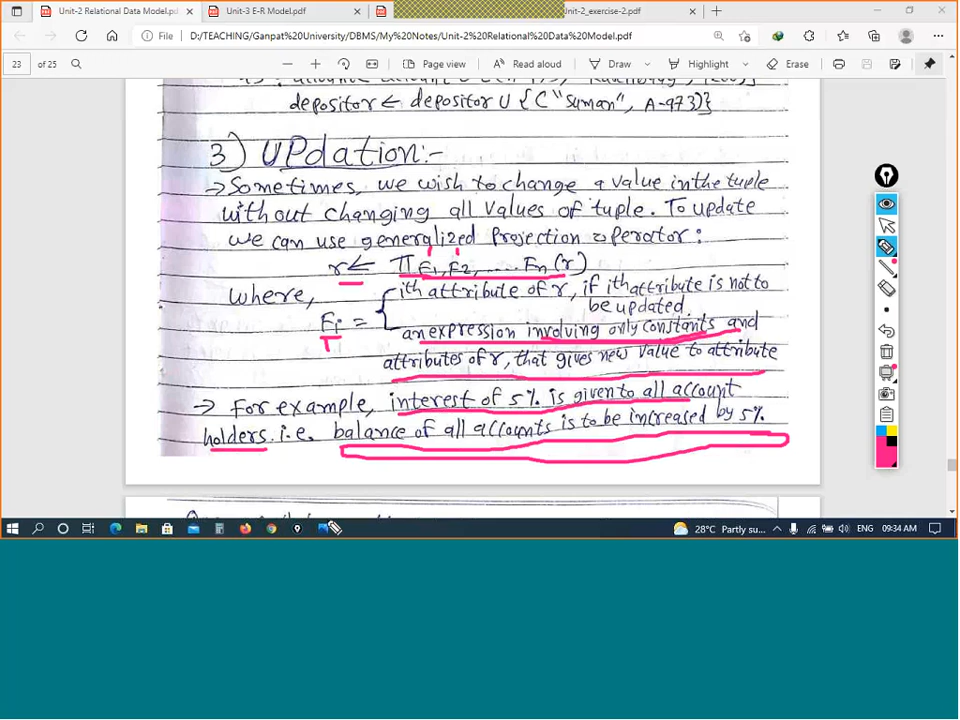 Unit-2 Relational Data Model.pd
Unit-3 E-R Model.pdf
Unit-2_exercise-2.pdf
File
D:/TEACHING/Ganpat%20University/DBMS/My%20Notes/Unit-2%20Relational%20Data%20Model.pdf
23 of 25
Page view
Read aloud
Draw
Highlight
Erase
depositor ← depositor U {("Suman", A-973)}
3) UPdation:-
→ Sometimes, we wish to change a value in the tuple
without changing all values of tuple. To update
we can use generalized Projection operator:
r ← Π F1, F2, .... Fn (r)
where,
ith attribute of r, if ith attribute is not to
be updated.
Fi =
an expression involving only constants and
attributes of r, that gives new value to attribute
→ For example, interest of 5% is given to all account
holders. i.e. balance of all accounts is to be increased by 5%.
28°C Partly su...
ENG
09:34 AM